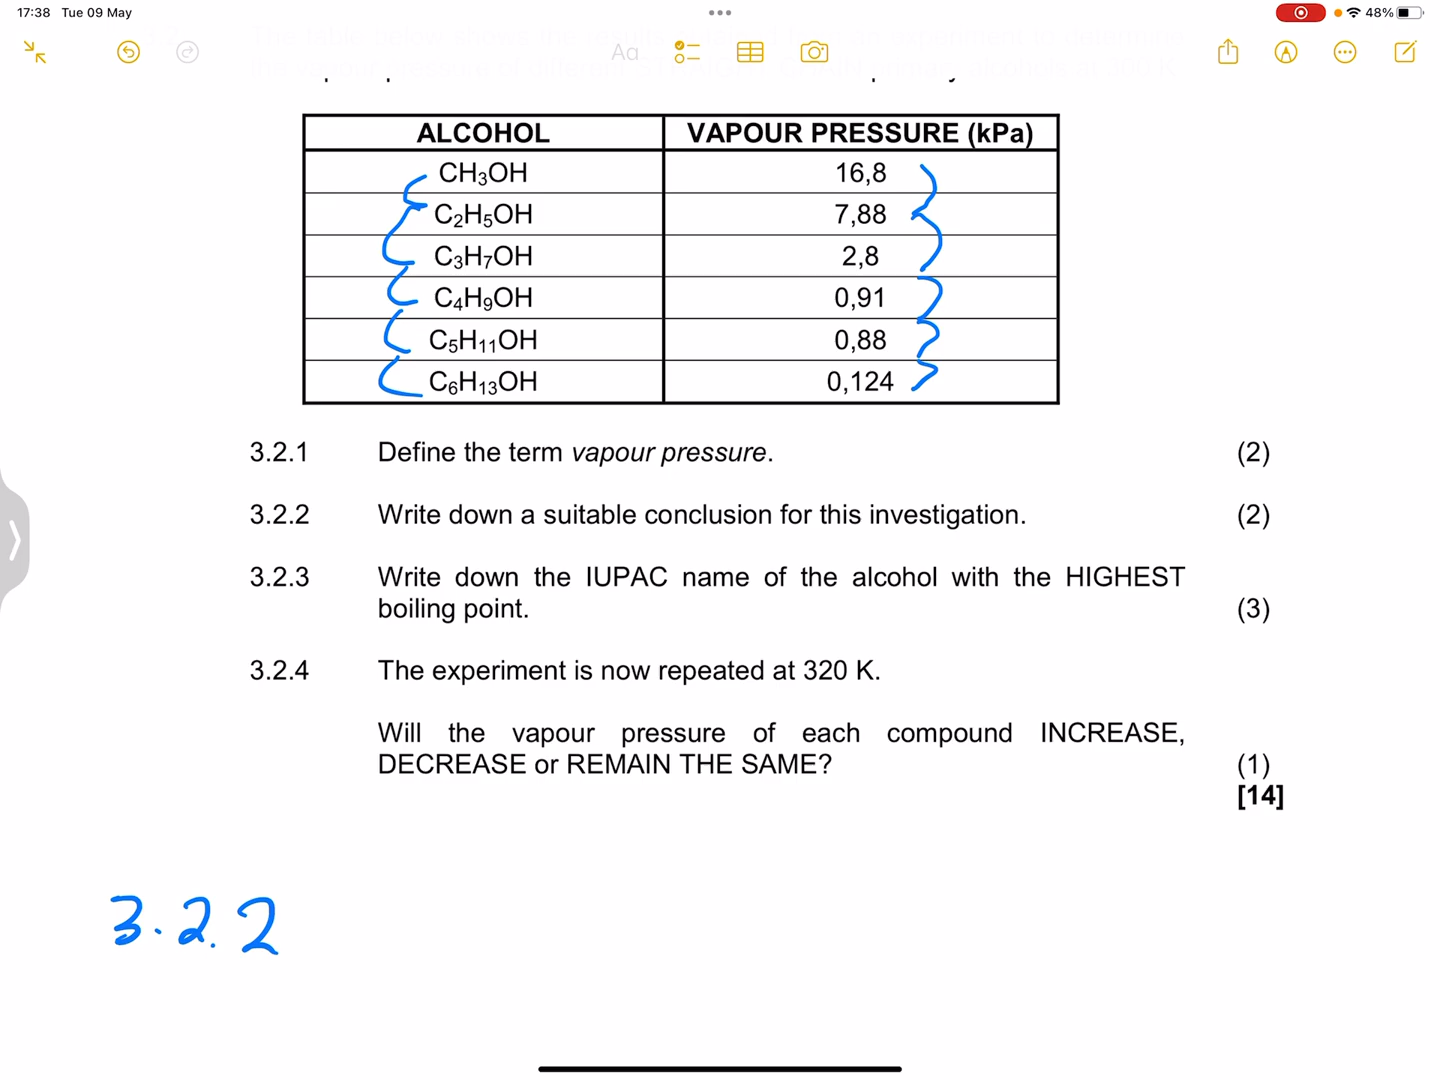 17:38 Tue 09 May
48%
Aa
ALCOHOL VAPOUR PRESSURE (kPa)
CH₃OH 16,8
C₂H₅OH 7,88
C₃H₇OH 2,8
C₄H₉OH 0,91
C₅H₁₁OH 0,88
C₆H₁₃OH 0,124
3.2.1 Define the term vapour pressure. (2)
3.2.2 Write down a suitable conclusion for this investigation. (2)
3.2.3 Write down the IUPAC name of the alcohol with the HIGHEST
boiling point. (3)
3.2.4 The experiment is now repeated at 320 K.
Will the vapour pressure of each compound INCREASE,
DECREASE or REMAIN THE SAME? (1)
[14]
3.2.2